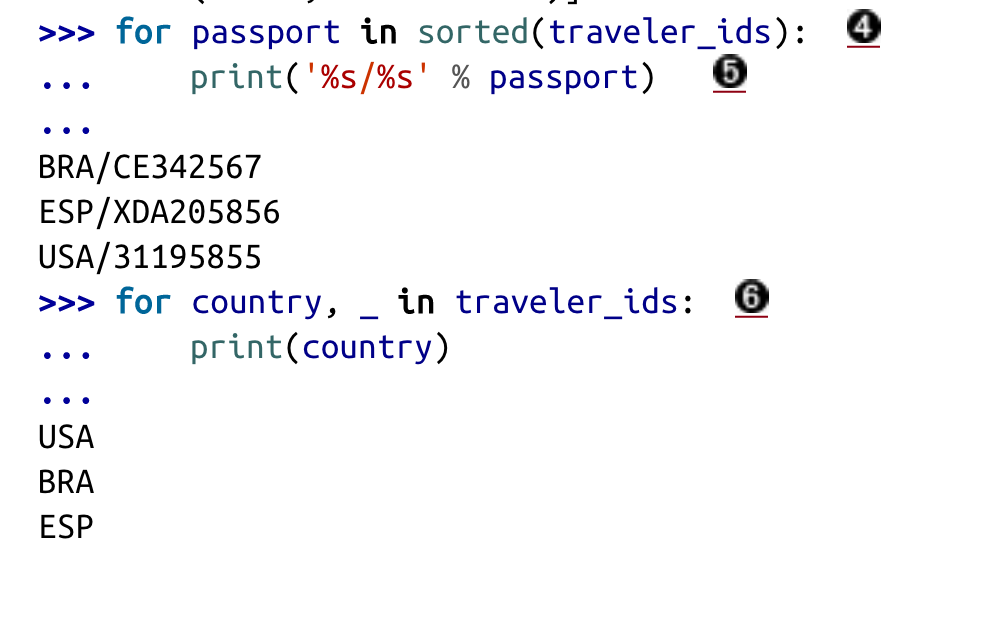 >>> for passport in sorted(traveler_ids): ❹
...     print('%s/%s' % passport) ❺
...
BRA/CE342567
ESP/XDA205856
USA/31195855
>>> for country, _ in traveler_ids: ❻
...     print(country)
...
USA
BRA
ESP